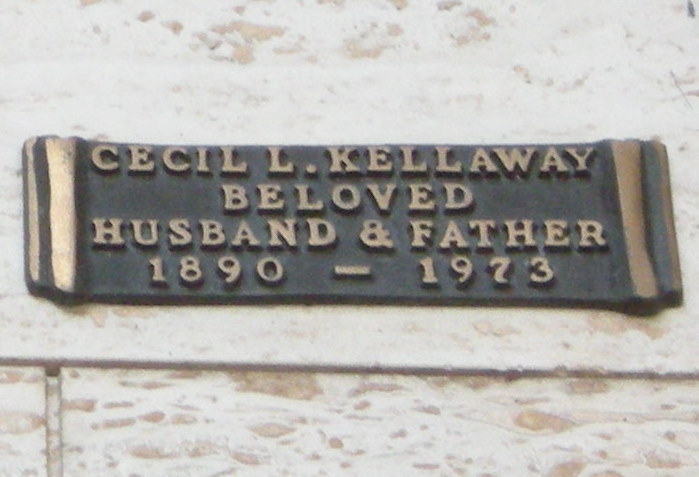 CECIL L. KELLAWAY
BELOVED
HUSBAND & FATHER
1890 — 1973